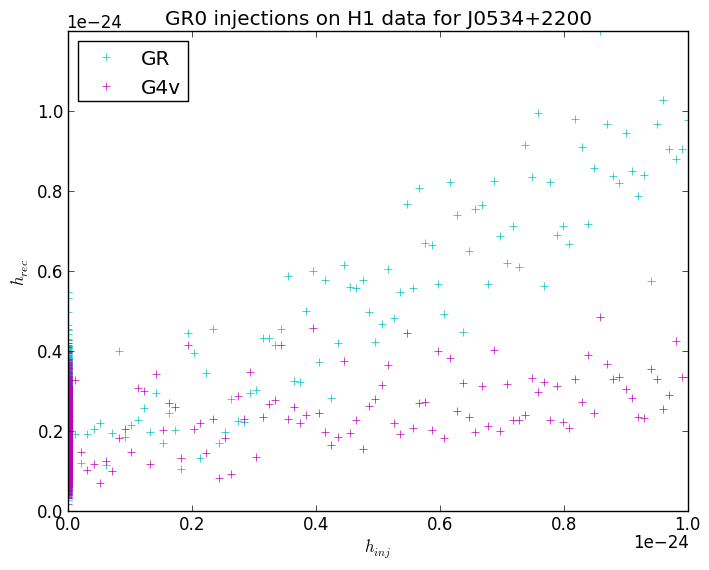 GR0 injections on H1 data for J0534+2200
1e−24
GR
G4v
1.0
0.8
0.6
0.4
0.2
0.0
h_rec
0.0 0.2 0.4 0.6 0.8 1.0
h_inj
1e−24